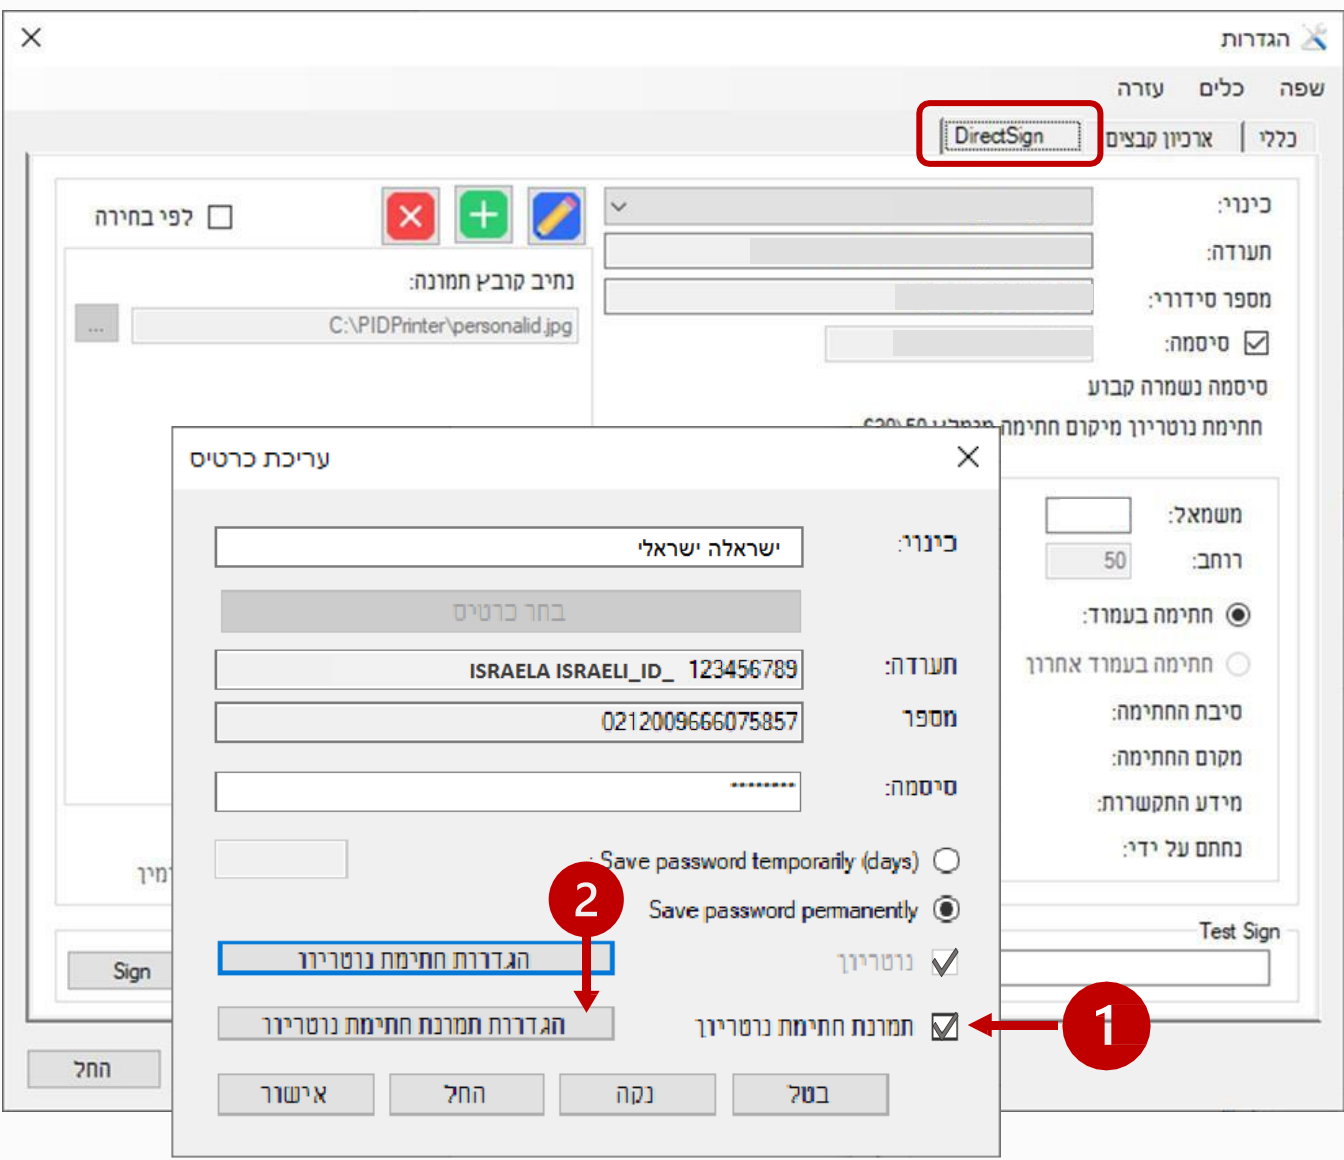 הגדרות
שפה כלים עזרה
כללי ארכיון קבצים DirectSign
כינוי:
תעודה:
מספר סידורי:
סיסמה:
סיסמה נשמרה קבוע
חתימת נוטריון מיקום חתימה
לפי בחירה
נתיב קובץ תמונה:
C:\PIDPrinter\personalid.jpg
...
משמאל:
רוחב: 50
חתימה בעמוד:
חתימה בעמוד אחרון
סיבת החתימה:
מקום החתימה:
מידע התקשרות:
נחתם על ידי:
Test Sign
Sign
החל
עריכת כרטיס
כינוי: ישראלה ישראלי
בחר כרטיס
תעודה: ISRAELA ISRAELI_ID_ 123456789
מספר 0212009666075857
סיסמה: ********
Save password temporarily (days) :
Save password permanently
2
נוטריון הגדרות חתימת נוטריון
תמונת חתימת נוטריון הגדרת תמונת חתימת נוטריון
1
בטל נקה החל אישור